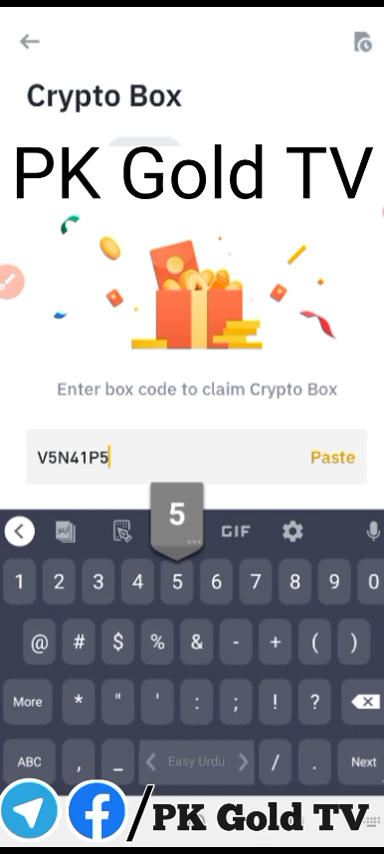 Crypto Box
PK Gold TV
Enter box code to claim Crypto Box
V5N41P5
Paste
5
GIF
1 2 3 4 5 6 7 8 9 0
@ # $ % & - + ( )
More * " ' : ; ! ?
ABC , _ Easy Urdu / . Next
/PK Gold TV